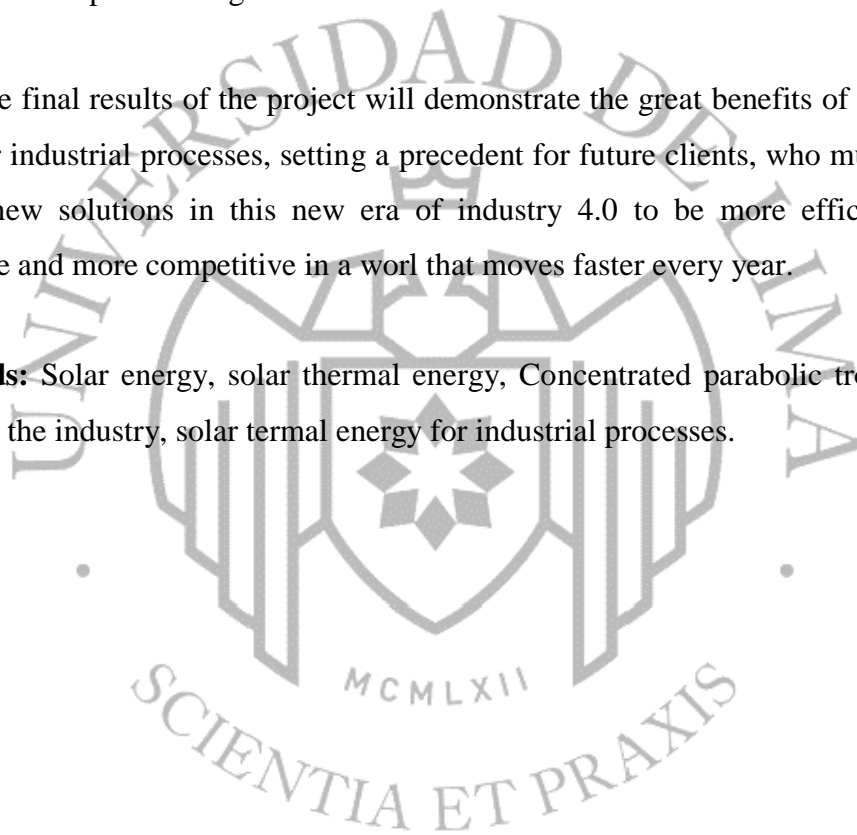 UNIVERSIDAD DE LIMA
e final results of the project will demonstrate the great benefits of
r industrial processes, setting a precedent for future clients, who mu
new solutions in this new era of industry 4.0 to be more effic
e and more competitive in a worl that moves faster every year.
ds: Solar energy, solar thermal energy, Concentrated parabolic tro
the industry, solar termal energy for industrial processes.
MCMLXII
SCIENTIA ET PRAXIS